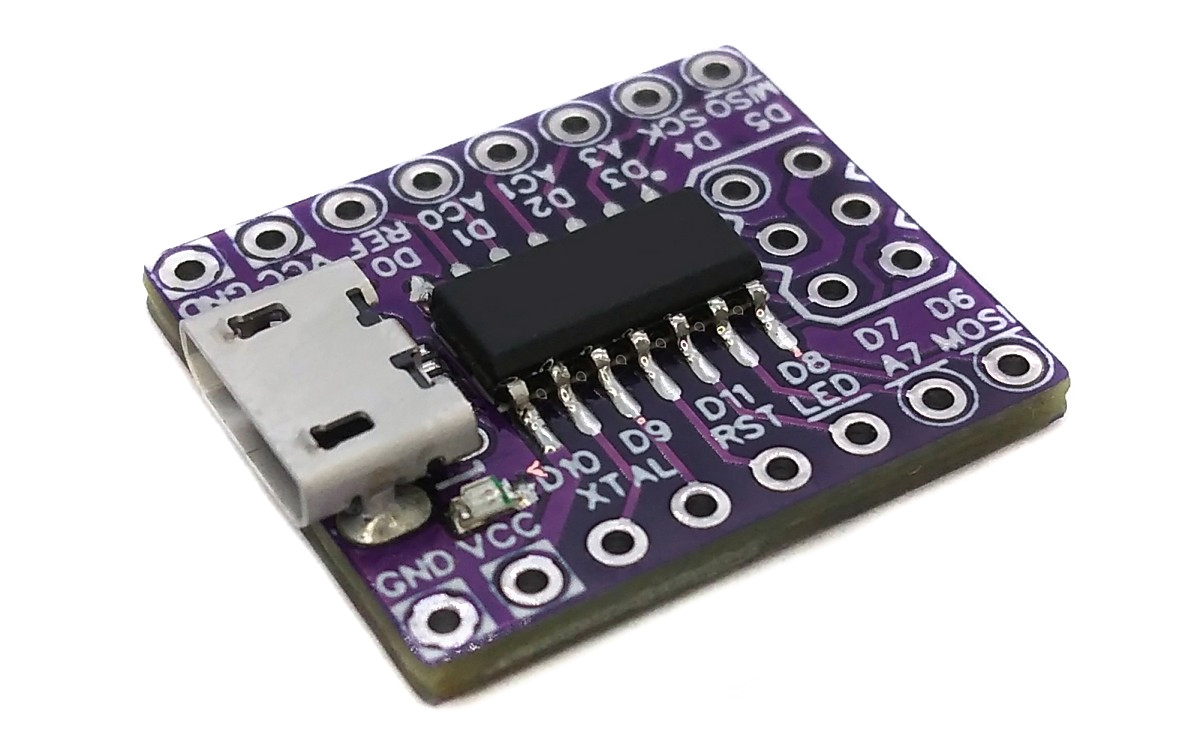 MISO SCK A3 AC1 AC0 REF VCC GND
D5 D4 D3 D2 D1 D0
D10 D9 D11 D8 D7 D6
GND VCC XTAL RST LED A7 MOSI